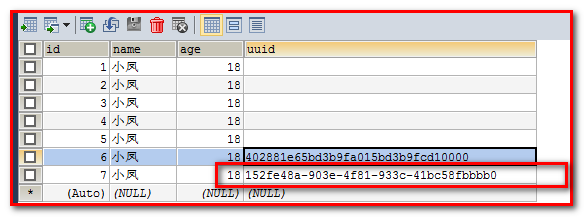 id name age uuid
1 小凤 18
2 小凤 18
3 小凤 18
4 小凤 18
5 小凤 18
6 小凤 18 402881e65bd3b9fa015bd3b9fcd10000
7 小凤 18 152fe48a-903e-4f81-933c-41bc58fbbbb0
* (Auto) (NULL) (NULL) (NULL)